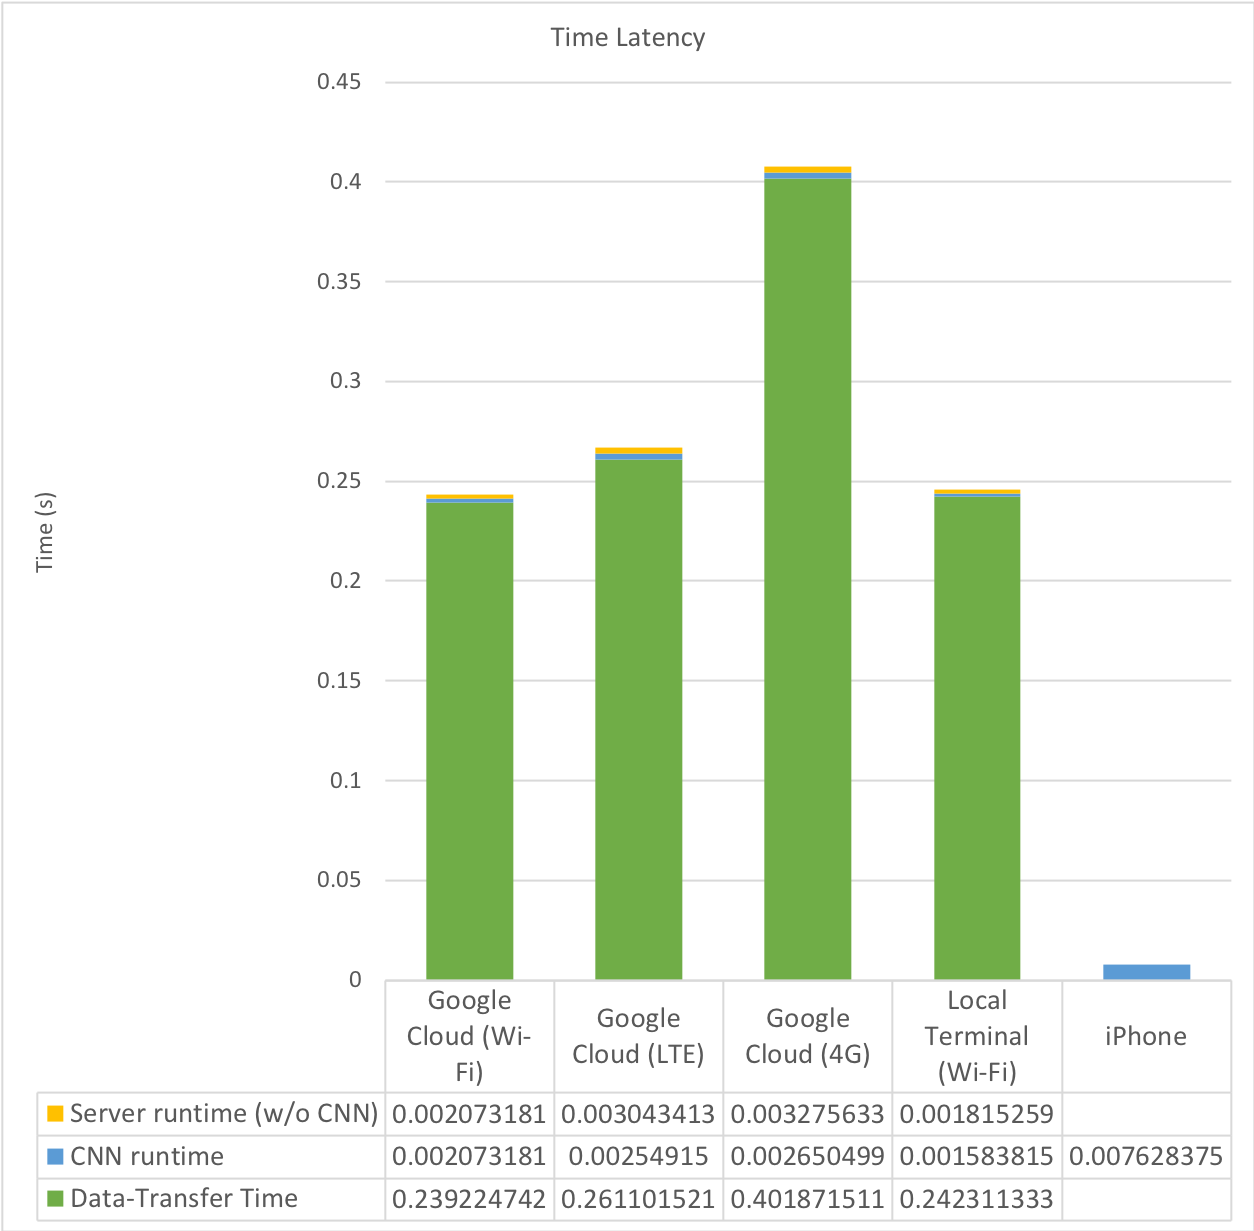 Time Latency
0.45
0.4
0.35
0.3
0.25
0.2
0.15
0.1
0.05
0
Time (s)
Google
Cloud (Wi-
Fi)
Google
Cloud (LTE)
Google
Cloud (4G)
Local
Terminal
(Wi-Fi)
iPhone
Server runtime (w/o CNN) 0.002073181 0.003043413 0.003275633 0.001815259
CNN runtime 0.002073181 0.00254915 0.002650499 0.001583815 0.007628375
Data-Transfer Time 0.239224742 0.261101521 0.401871511 0.242311333